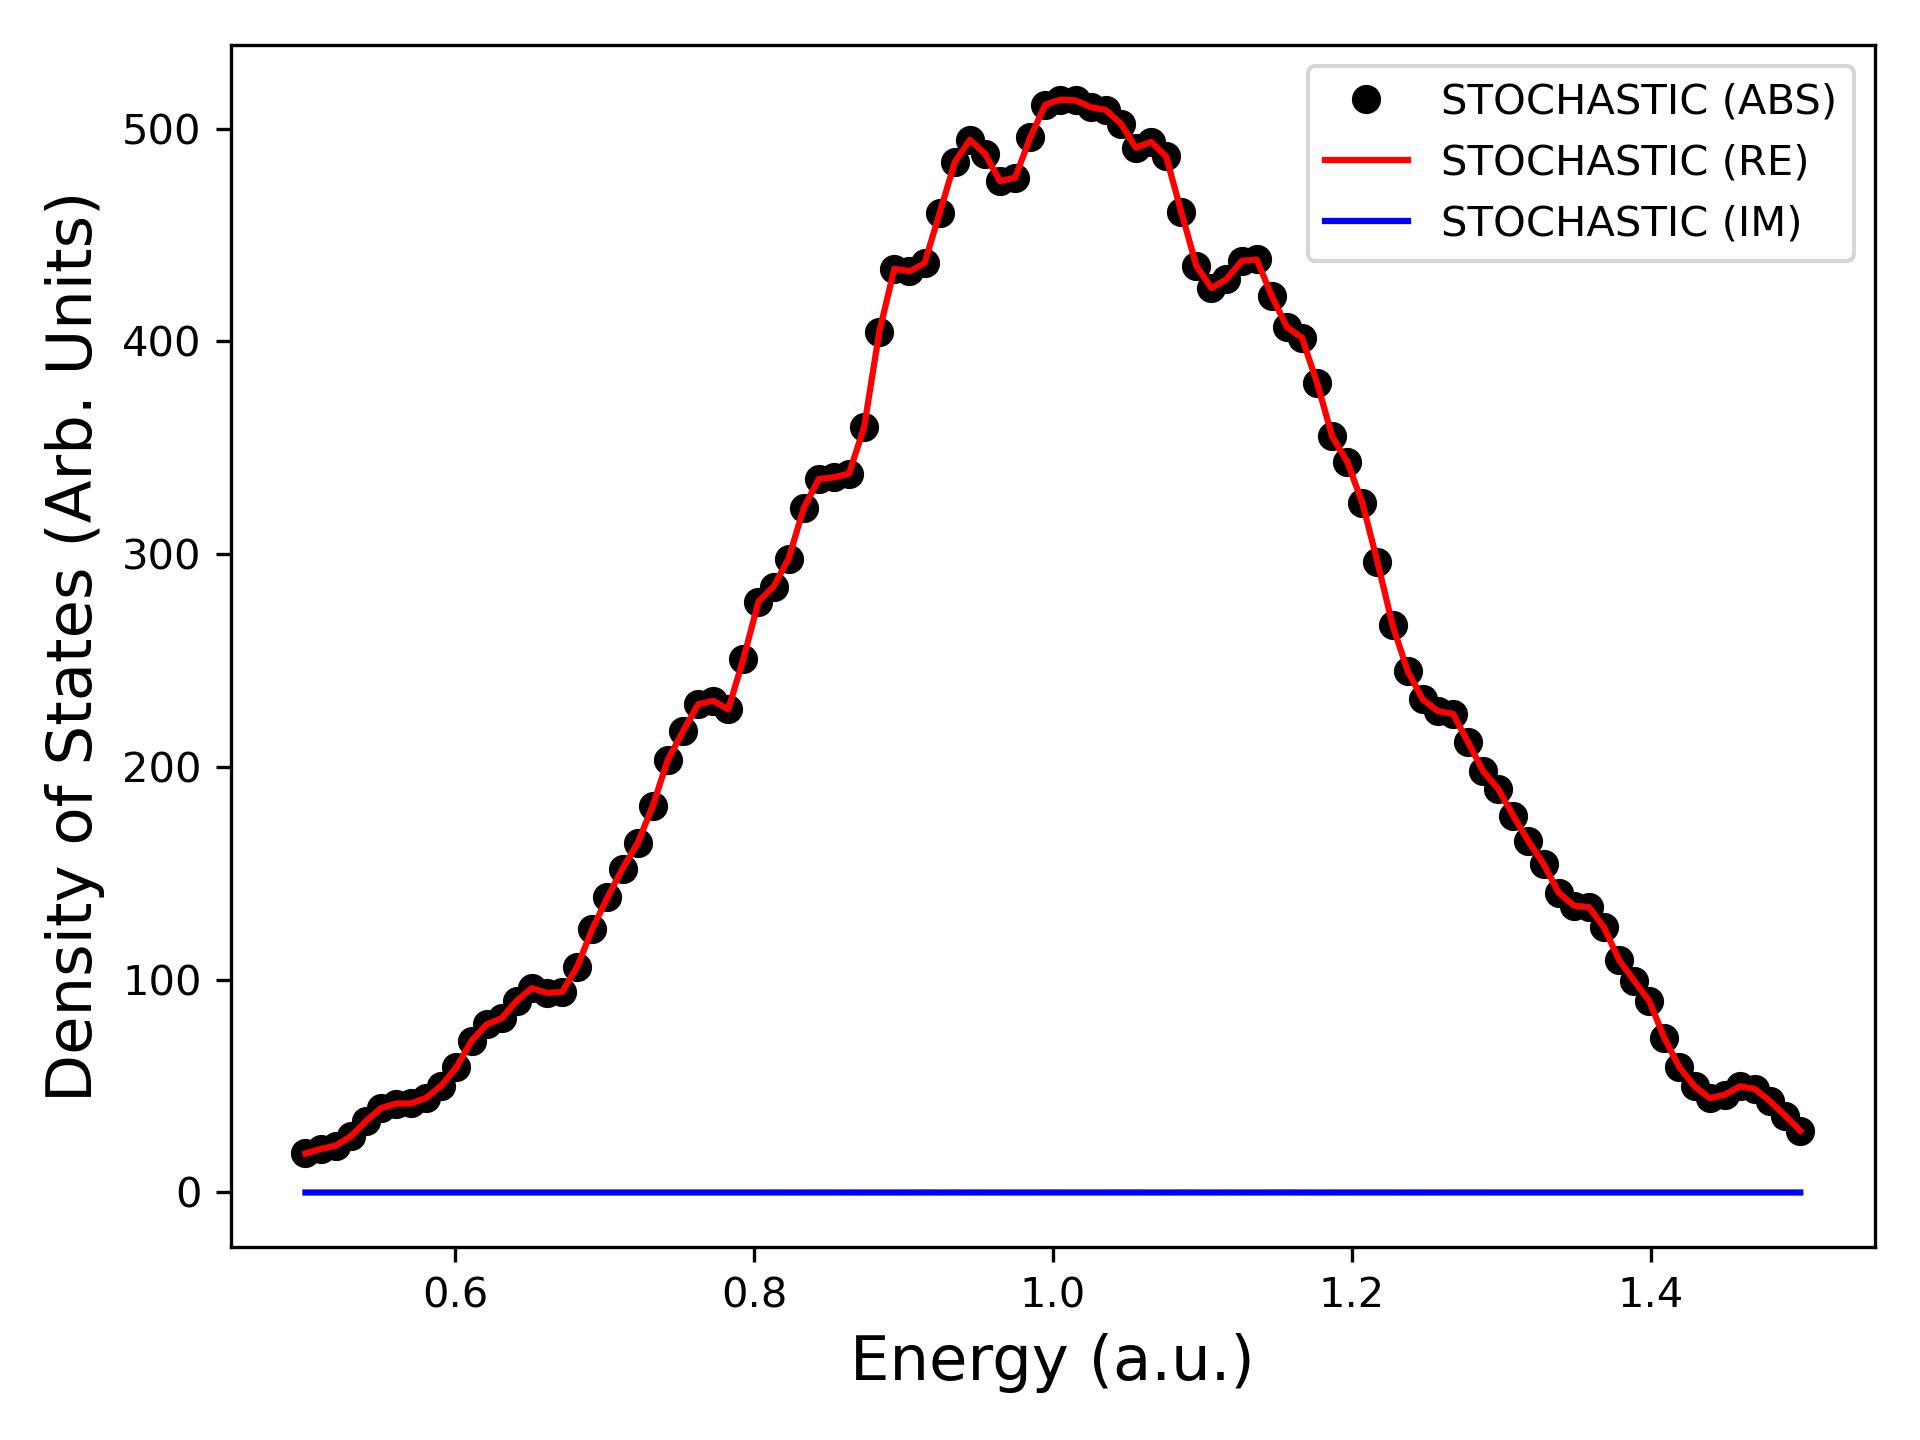 STOCHASTIC (ABS)
STOCHASTIC (RE)
STOCHASTIC (IM)
Density of States (Arb. Units)
500
400
300
200
100
0
0.6 0.8 1.0 1.2 1.4
Energy (a.u.)